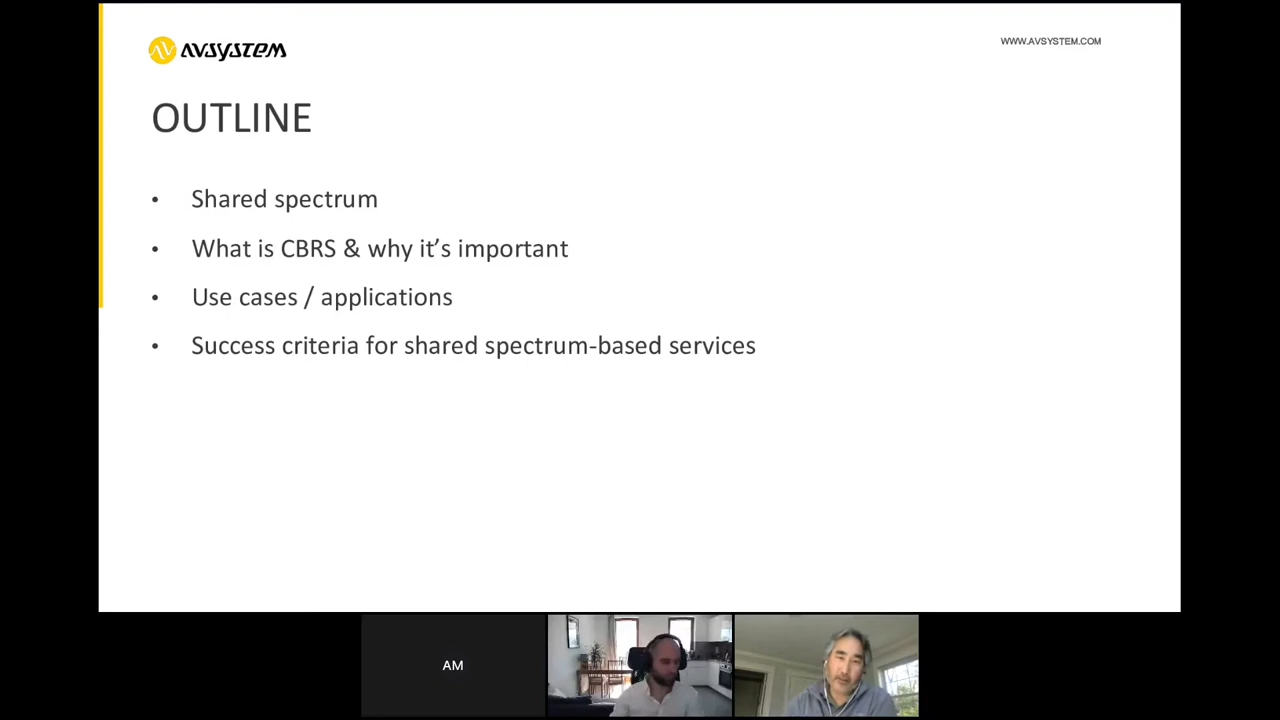 AVSYSTEM
WWW.AVSYSTEM.COM
OUTLINE
• Shared spectrum
• What is CBRS & why it’s important
• Use cases / applications
• Success criteria for shared spectrum-based services
AM